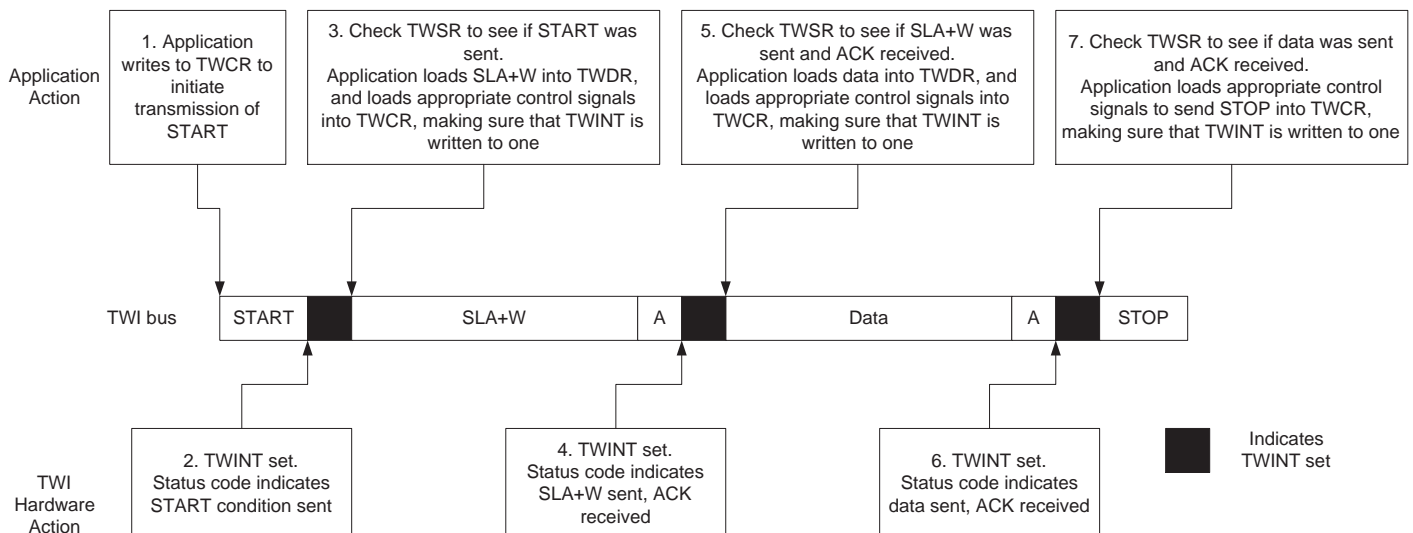 Application
Action
1. Application
writes to TWCR to
initiate
transmission of
START
3. Check TWSR to see if START was
sent.
Application loads SLA+W into TWDR,
and loads appropriate control signals
into TWCR, making sure that TWINT is
written to one
5. Check TWSR to see if SLA+W was
sent and ACK received.
Application loads data into TWDR, and
loads appropriate control signals into
TWCR, making sure that TWINT is
written to one
7. Check TWSR to see if data was sent
and ACK received.
Application loads appropriate control
signals to send STOP into TWCR,
making sure that TWINT is written to one
TWI bus
START
SLA+W
A
Data
A
STOP
TWI
Hardware
Action
2. TWINT set.
Status code indicates
START condition sent
4. TWINT set.
Status code indicates
SLA+W sent, ACK
received
6. TWINT set.
Status code indicates
data sent, ACK received
Indicates
TWINT set